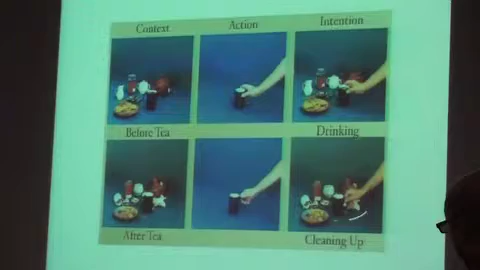 Context Action Intention
Before Tea Drinking
After Tea Cleaning Up